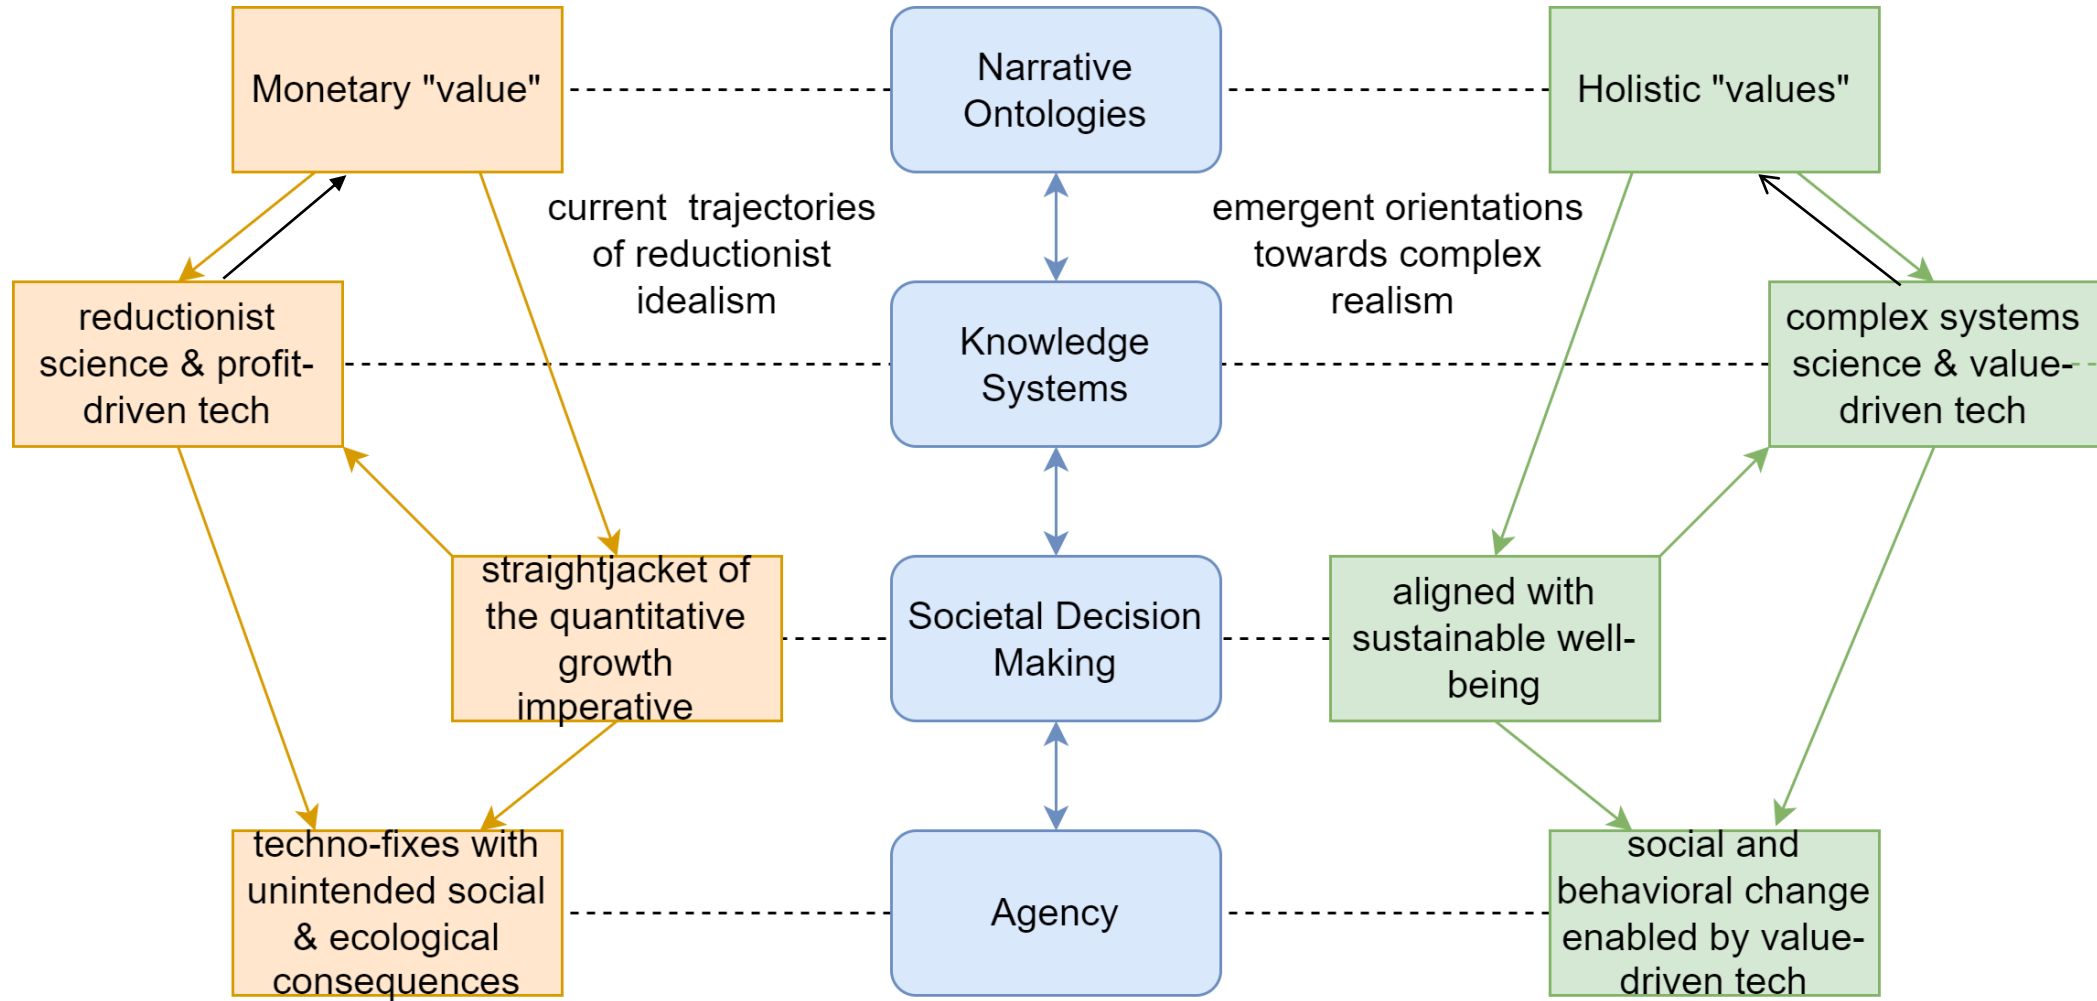 Monetary "value"
Narrative
Ontologies
Holistic "values"
current  trajectories
of reductionist
idealism
emergent orientations
towards complex
realism
reductionist
science & profit-
driven tech
Knowledge
Systems
complex systems
science & value-
driven tech
straightjacket of
the quantitative
growth
imperative
Societal Decision
Making
aligned with
sustainable well-
being
techno-fixes with
unintended social
& ecological
consequences
Agency
social and
behavioral change
enabled by value-
driven tech